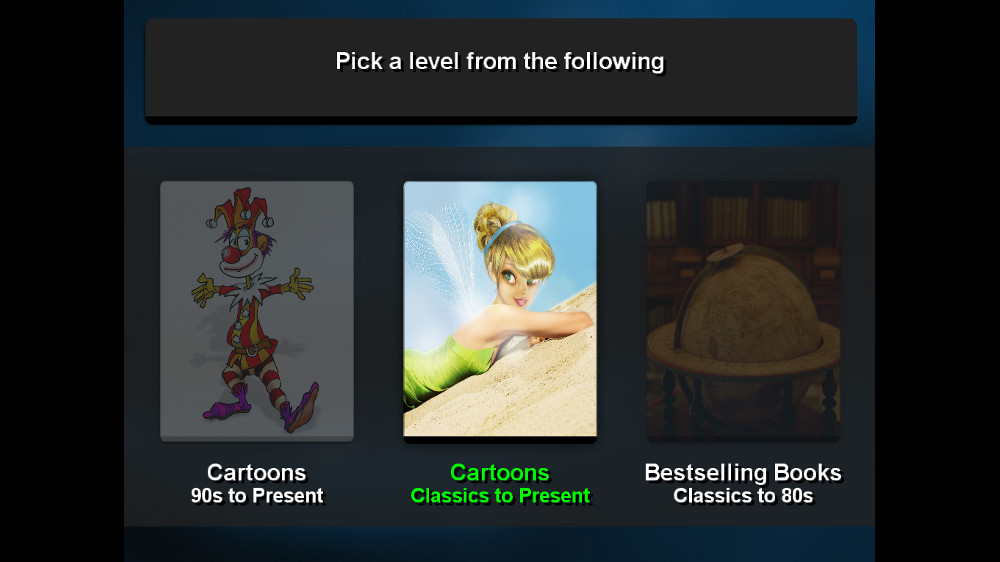 Pick a level from the following
Cartoons
90s to Present
Cartoons
Classics to Present
Bestselling Books
Classics to 80s